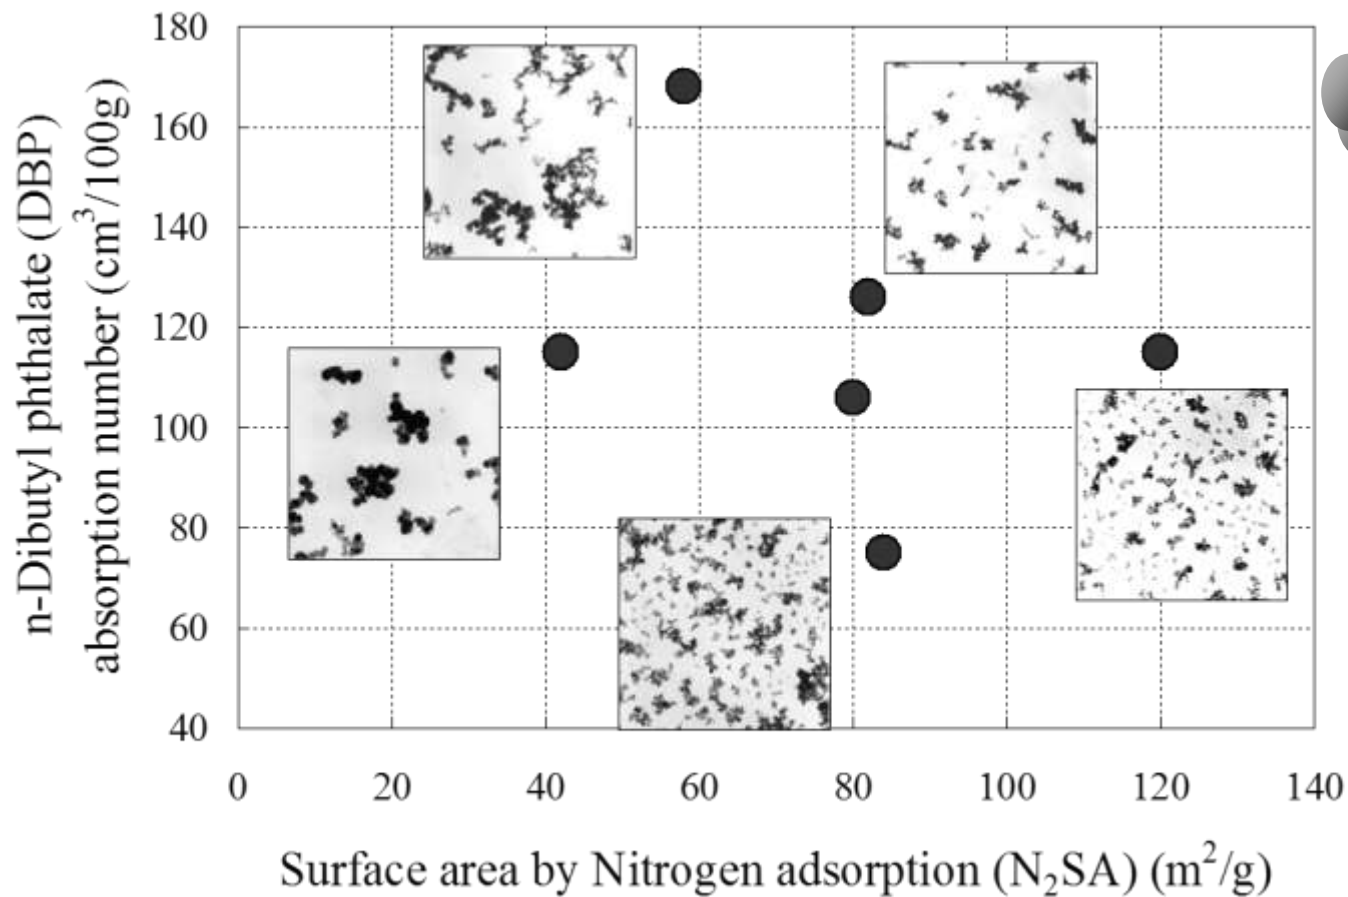 n-Dibutyl phthalate (DBP)
absorption number (cm³/100g)
180
160
140
120
100
80
60
40
0 20 40 60 80 100 120 140
Surface area by Nitrogen adsorption (N₂SA) (m²/g)